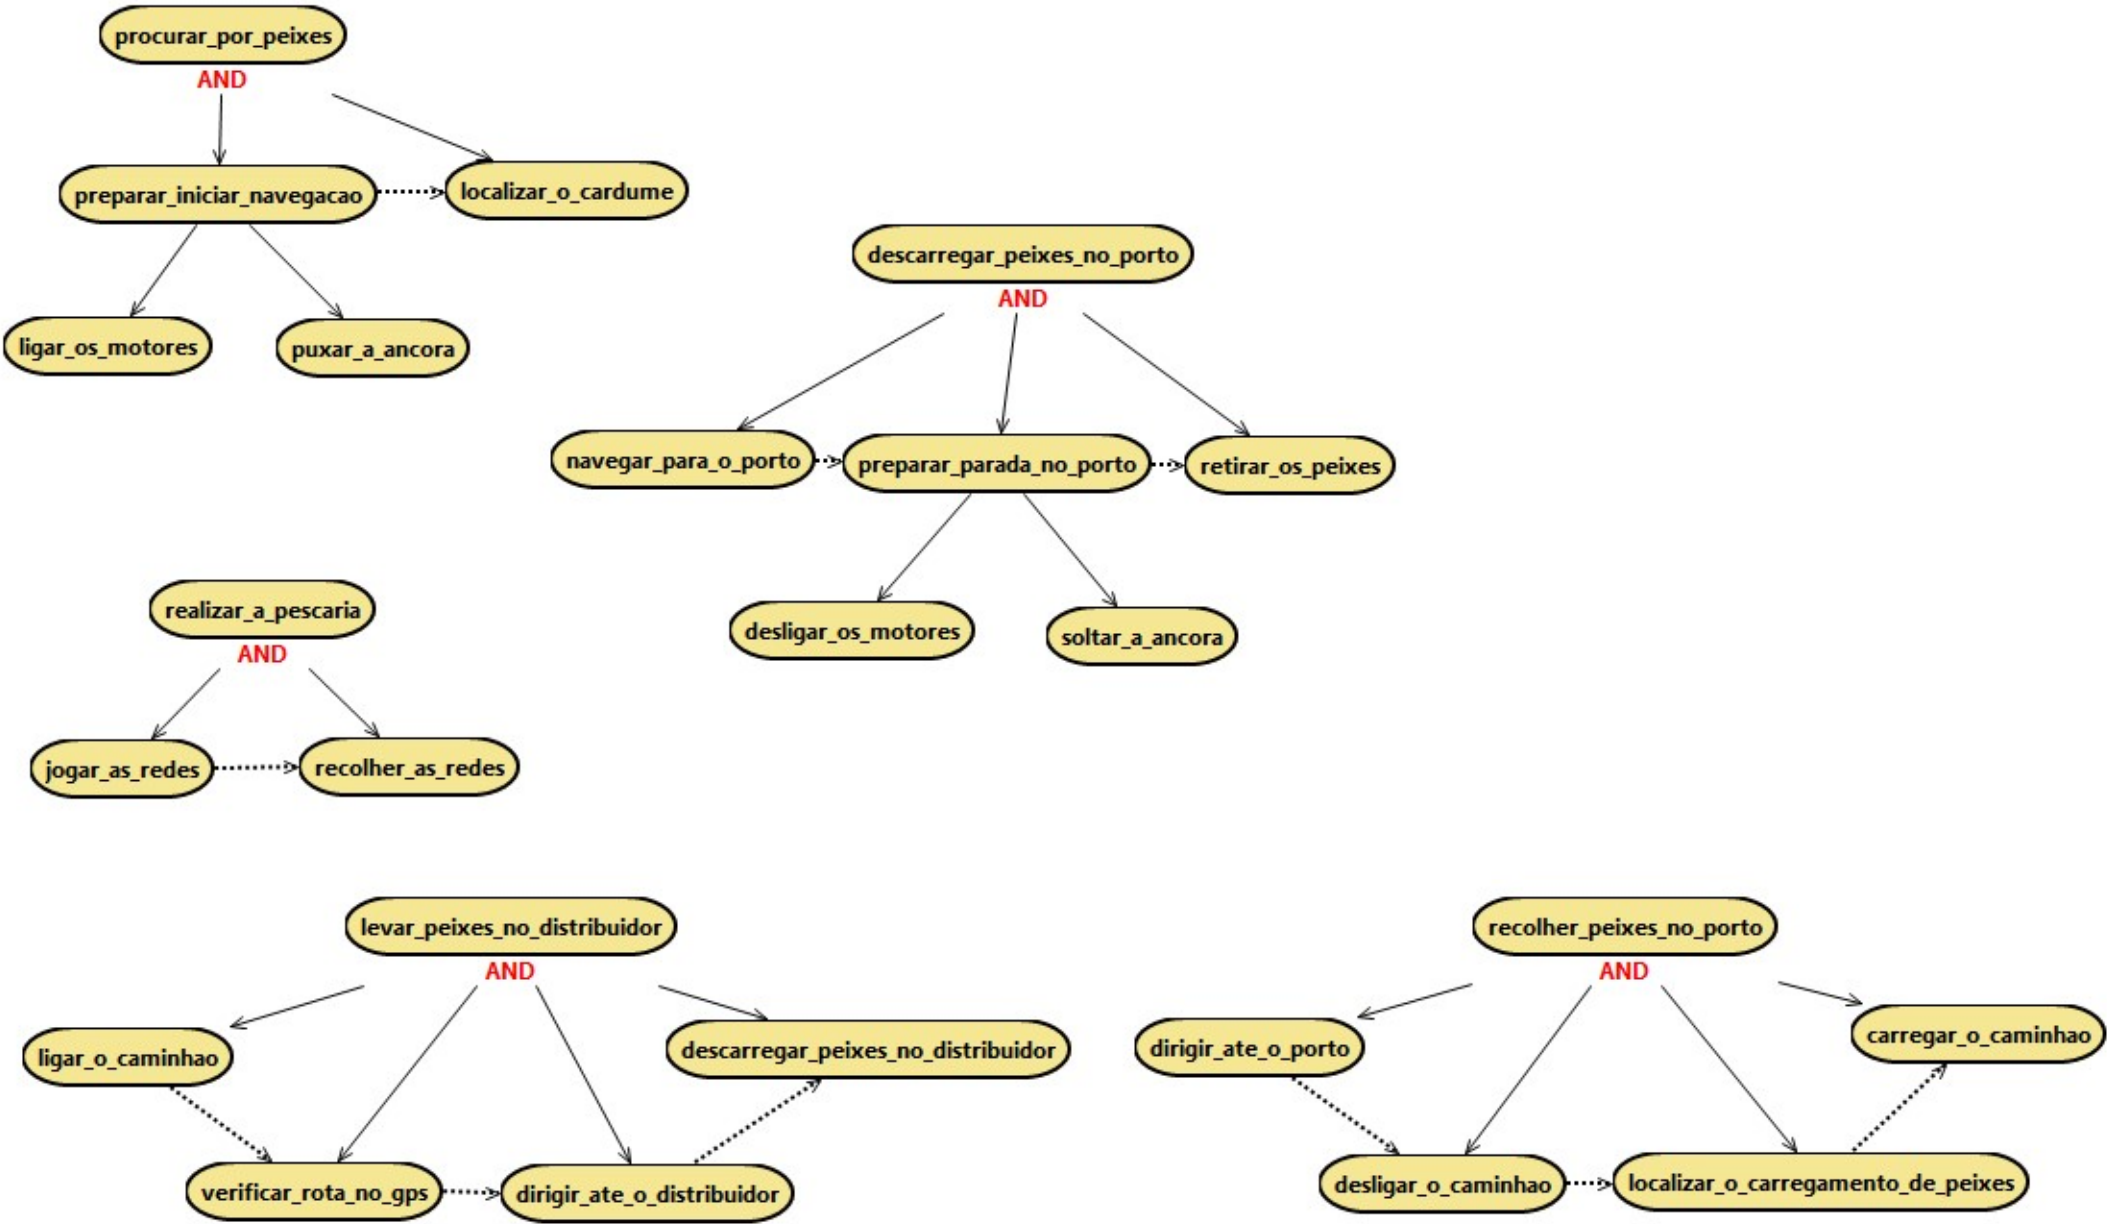 procurar_por_peixes
AND
preparar_iniciar_navegacao
localizar_o_cardume
ligar_os_motores
puxar_a_ancora
descarregar_peixes_no_porto
AND
navegar_para_o_porto
preparar_parada_no_porto
retirar_os_peixes
desligar_os_motores
soltar_a_ancora
realizar_a_pescaria
AND
jogar_as_redes
recolher_as_redes
levar_peixes_no_distribuidor
AND
ligar_o_caminhao
descarregar_peixes_no_distribuidor
verificar_rota_no_gps
dirigir_ate_o_distribuidor
recolher_peixes_no_porto
AND
dirigir_ate_o_porto
carregar_o_caminhao
desligar_o_caminhao
localizar_o_carregamento_de_peixes